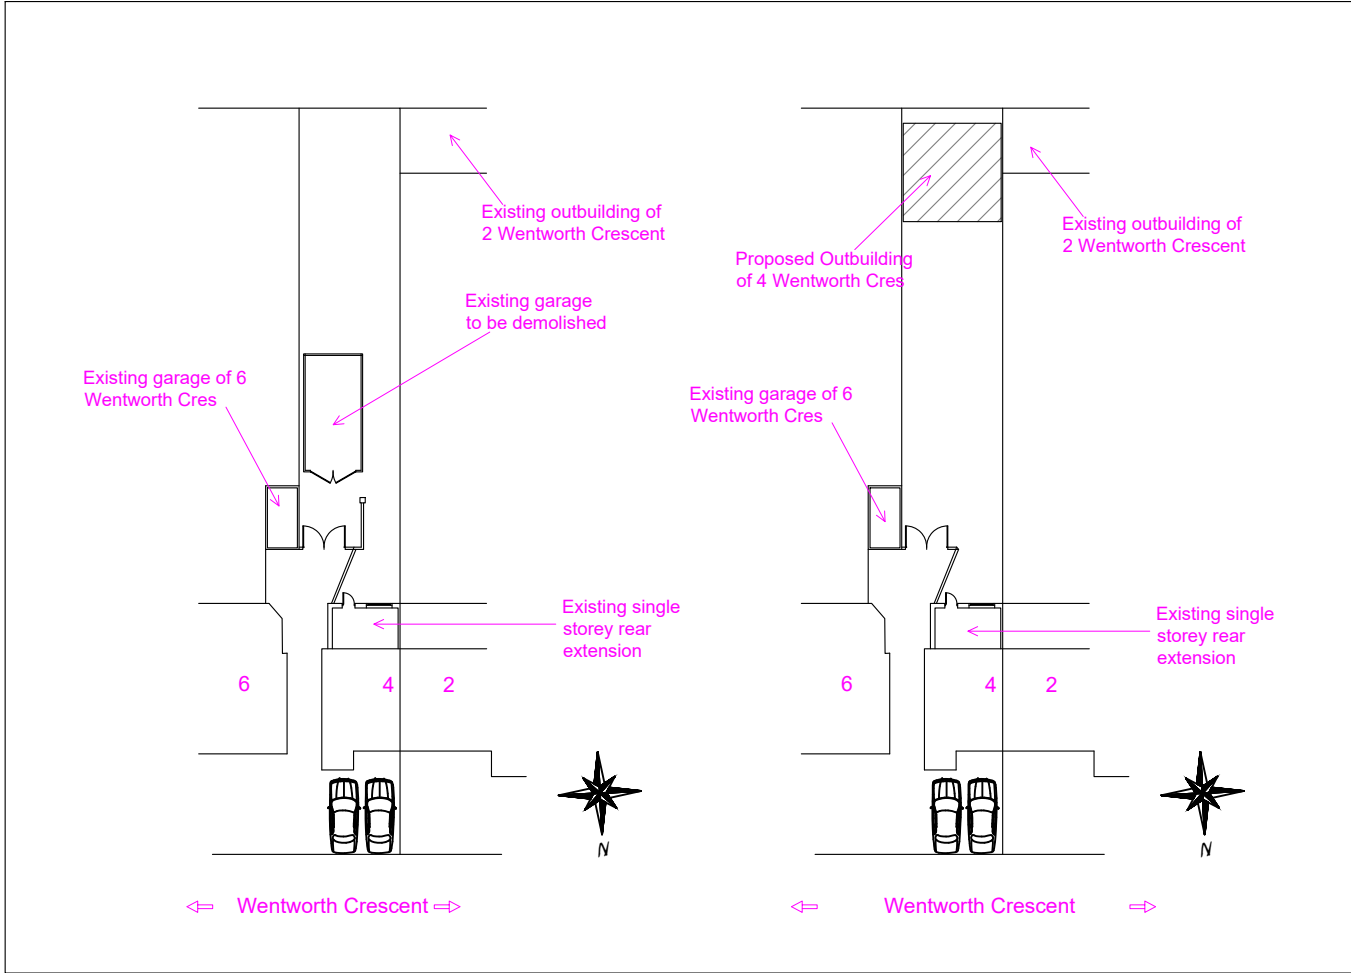 Existing outbuilding of
2 Wentworth Crescent
Existing garage
to be demolished
Existing garage of 6
Wentworth Cres
Existing single
storey rear
extension
6
4
2
N
Wentworth Crescent
Existing outbuilding of
2 Wentworth Crescent
Proposed Outbuilding
of 4 Wentworth Cres
Existing garage of 6
Wentworth Cres
Existing single
storey rear
extension
6
4
2
N
Wentworth Crescent